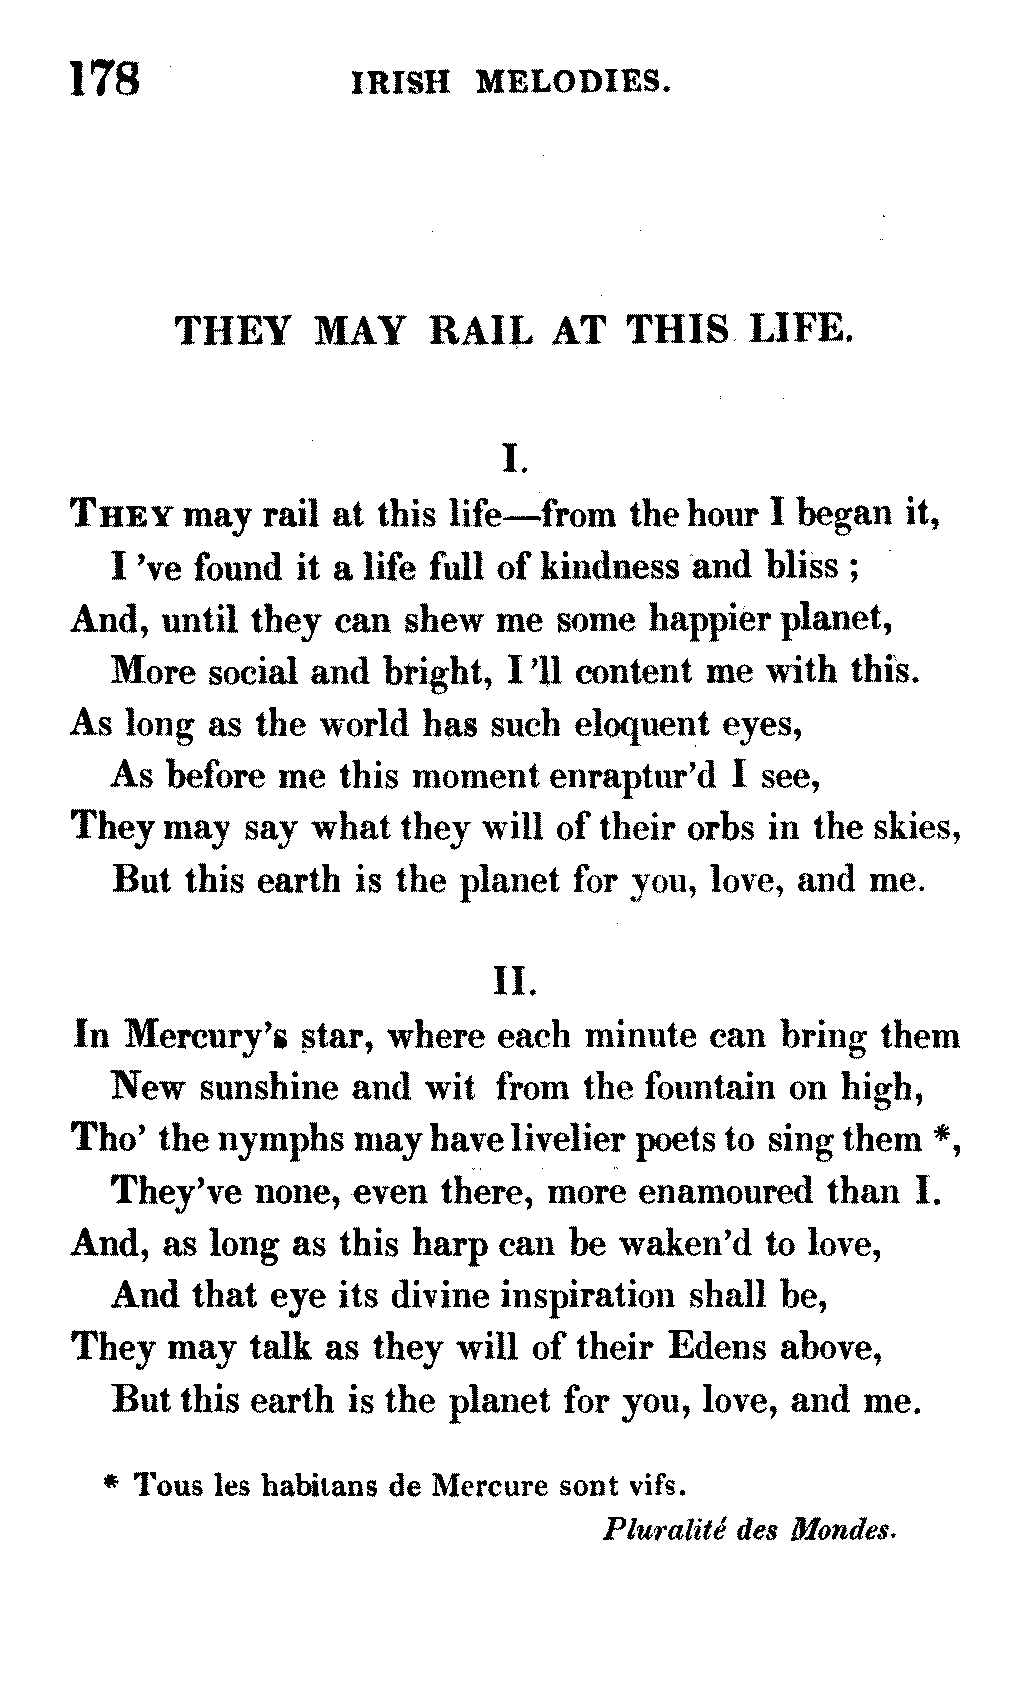 178 IRISH MELODIES.
THEY MAY RAIL AT THIS LIFE.
I.
THEY may rail at this life—from the hour I began it,
I 've found it a life full of kindness and bliss ;
And, until they can shew me some happier planet,
More social and bright, I 'll content me with this.
As long as the world has such eloquent eyes,
As before me this moment enraptur'd I see,
They may say what they will of their orbs in the skies,
But this earth is the planet for you, love, and me.
II.
In Mercury's star, where each minute can bring them
New sunshine and wit from the fountain on high,
Tho' the nymphs may have livelier poets to sing them *,
They've none, even there, more enamoured than I.
And, as long as this harp can be waken'd to love,
And that eye its divine inspiration shall be,
They may talk as they will of their Edens above,
But this earth is the planet for you, love, and me.
* Tous les habitans de Mercure sont vifs.
Pluralité des Mondes.